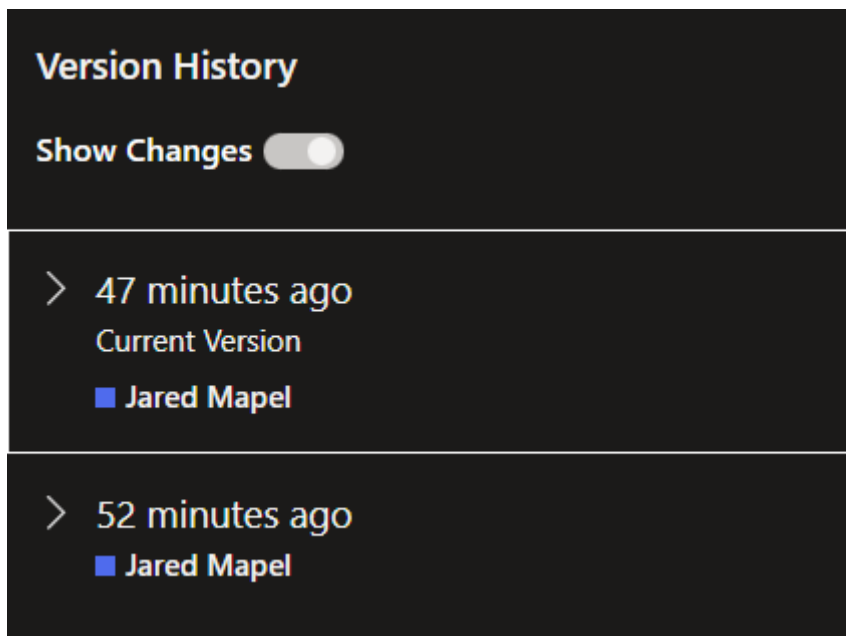 Version History
Show Changes
47 minutes ago
Current Version
Jared Mapel
52 minutes ago
Jared Mapel